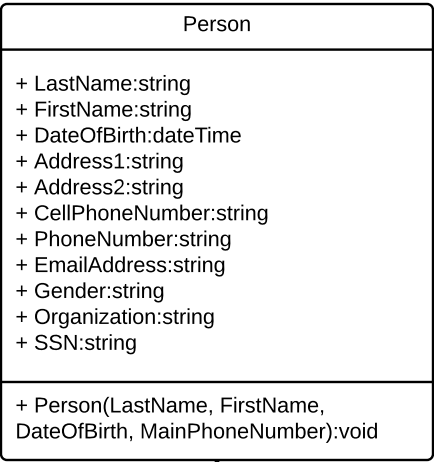 Person
+ LastName:string
+ FirstName:string
+ DateOfBirth:dateTime
+ Address1:string
+ Address2:string
+ CellPhoneNumber:string
+ PhoneNumber:string
+ EmailAddress:string
+ Gender:string
+ Organization:string
+ SSN:string
+ Person(LastName, FirstName,
DateOfBirth, MainPhoneNumber):void